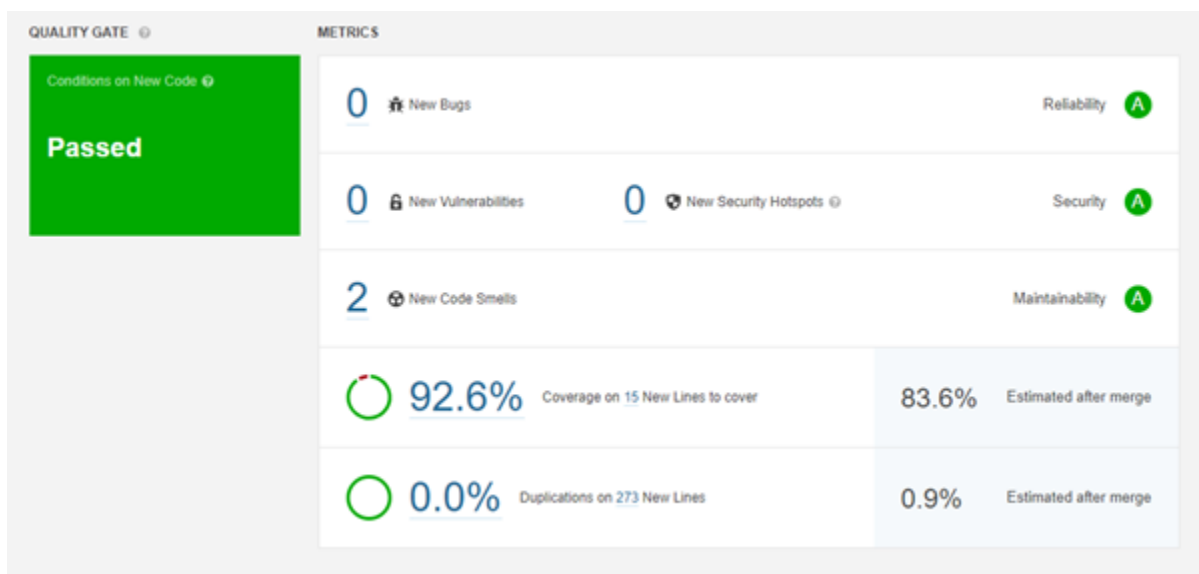 QUALITY GATE
METRICS
Conditions on New Code
Passed
0 New Bugs
Reliability A
0 New Vulnerabilities
0 New Security Hotspots
Security A
2 New Code Smells
Maintainability A
92.6% Coverage on 15 New Lines to cover
83.6% Estimated after merge
0.0% Duplications on 273 New Lines
0.9% Estimated after merge